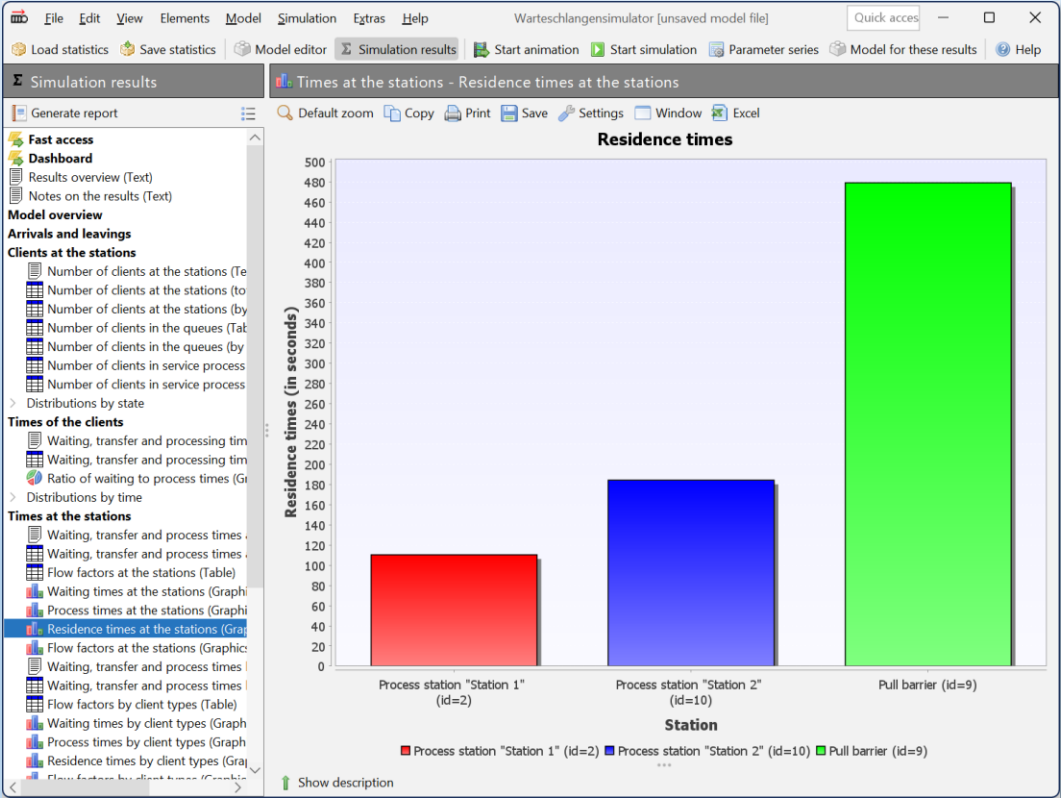 File Edit View Elements Model Simulation Extras Help Warteschlangensimulator [unsaved model file] Quick acces
Load statistics Save statistics Model editor Σ Simulation results Start animation Start simulation Parameter series Model for these results Help
Σ Simulation results
Times at the stations - Residence times at the stations
Generate report
Default zoom Copy Print Save Settings Window Excel
Fast access
Dashboard
Results overview (Text)
Notes on the results (Text)
Model overview
Arrivals and leavings
Clients at the stations
Number of clients at the stations (Te
Number of clients at the stations (to
Number of clients at the stations (by
Number of clients in the queues (Tab
Number of clients in the queues (by
Number of clients in service process
Number of clients in service process
Distributions by state
Times of the clients
Waiting, transfer and processing tim
Waiting, transfer and processing tim
Ratio of waiting to process times (Gr
Distributions by time
Times at the stations
Waiting, transfer and process times
Waiting, transfer and process times
Flow factors at the stations (Table)
Waiting times at the stations (Graphi
Process times at the stations (Graphi
Residence times at the stations (Grap
Flow factors at the stations (Graphics
Waiting, transfer and process times
Waiting, transfer and process times
Flow factors by client types (Table)
Waiting times by client types (Graph
Process times by client types (Graph
Residence times by client types (Grap
Flow factors by client types (Graphic
Residence times
Residence times (in seconds)
500
480
460
440
420
400
380
360
340
320
300
280
260
240
220
200
180
160
140
120
100
80
60
40
20
0
Process station "Station 1"
(id=2)
Process station "Station 2"
(id=10)
Pull barrier (id=9)
Station
Process station "Station 1" (id=2) Process station "Station 2" (id=10) Pull barrier (id=9)
Show description